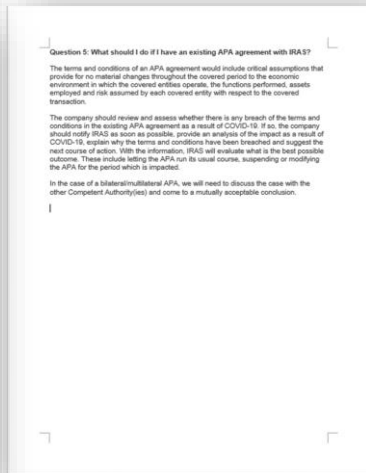 Question 5: What should I do if I have an existing APA agreement with IRAS?
The terms and conditions of an APA agreement would include critical assumptions that
provide for no material changes throughout the covered period to the economic
environment in which the covered entities operate, the functions performed, assets
employed and risk assumed by each covered entity with respect to the covered
transaction.
The company should review and assess whether there is any breach of the terms and
conditions in the existing APA agreement as a result of COVID-19. If so, the company
should notify IRAS as soon as possible, provide an analysis of the impact as a result of
COVID-19, explain why the terms and conditions have been breached and suggest the
next course of action. With the information, IRAS will evaluate what is the best possible
outcome. These include letting the APA run its usual course, suspending or modifying
the APA for the period which is impacted.
In the case of a bilateral/multilateral APA, we will need to discuss the case with the
other Competent Authority(ies) and come to a mutually acceptable conclusion.